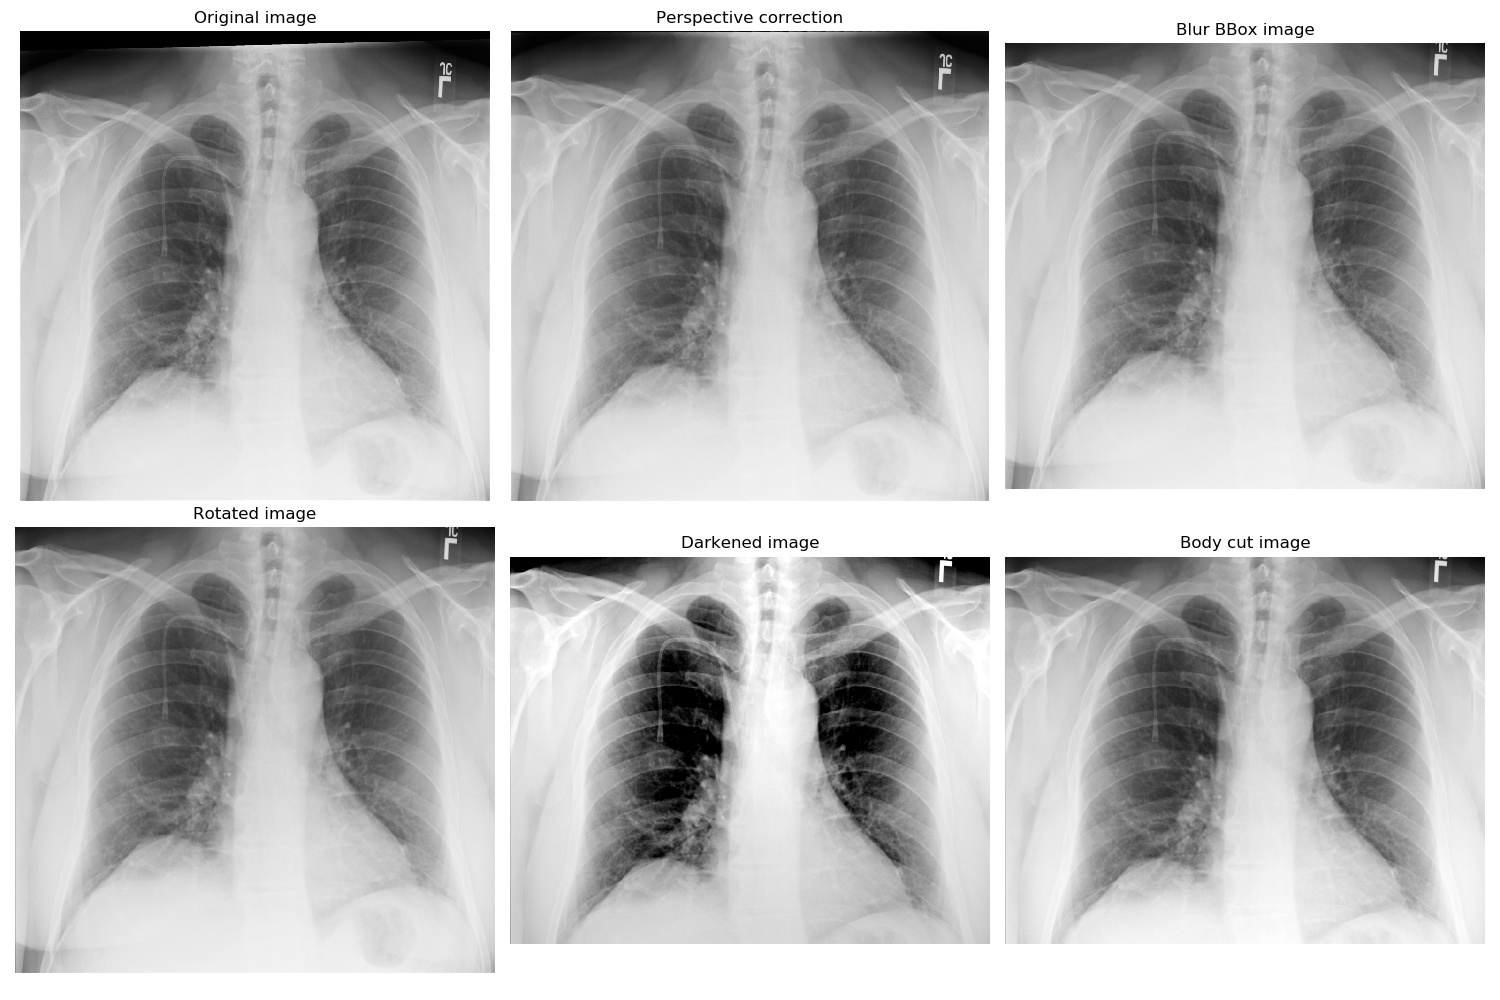 Original image
Perspective correction
Blur BBox image
L
L
L
Rotated image
Darkened image
Body cut image
L
L
L